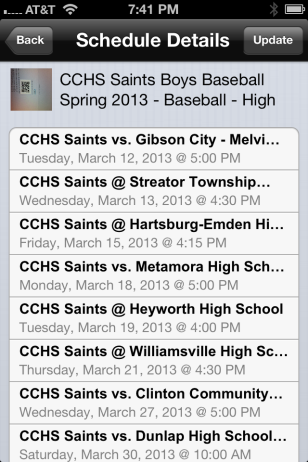 AT&T 7:41 PM
Back Schedule Details Update
CCHS Saints Boys Baseball
Spring 2013 - Baseball - High
CCHS Saints vs. Gibson City - Melvi...
Tuesday, March 12, 2013 @ 5:00 PM
CCHS Saints @ Streator Township...
Wednesday, March 13, 2013 @ 4:30 PM
CCHS Saints @ Hartsburg-Emden Hi...
Friday, March 15, 2013 @ 4:15 PM
CCHS Saints vs. Metamora High Sch...
Monday, March 18, 2013 @ 5:00 PM
CCHS Saints @ Heyworth High School
Tuesday, March 19, 2013 @ 4:00 PM
CCHS Saints @ Williamsville High Sc...
Thursday, March 21, 2013 @ 4:30 PM
CCHS Saints vs. Clinton Community...
Wednesday, March 27, 2013 @ 5:00 PM
CCHS Saints vs. Dunlap High School...
Saturday, March 30, 2013 @ 10:00 AM